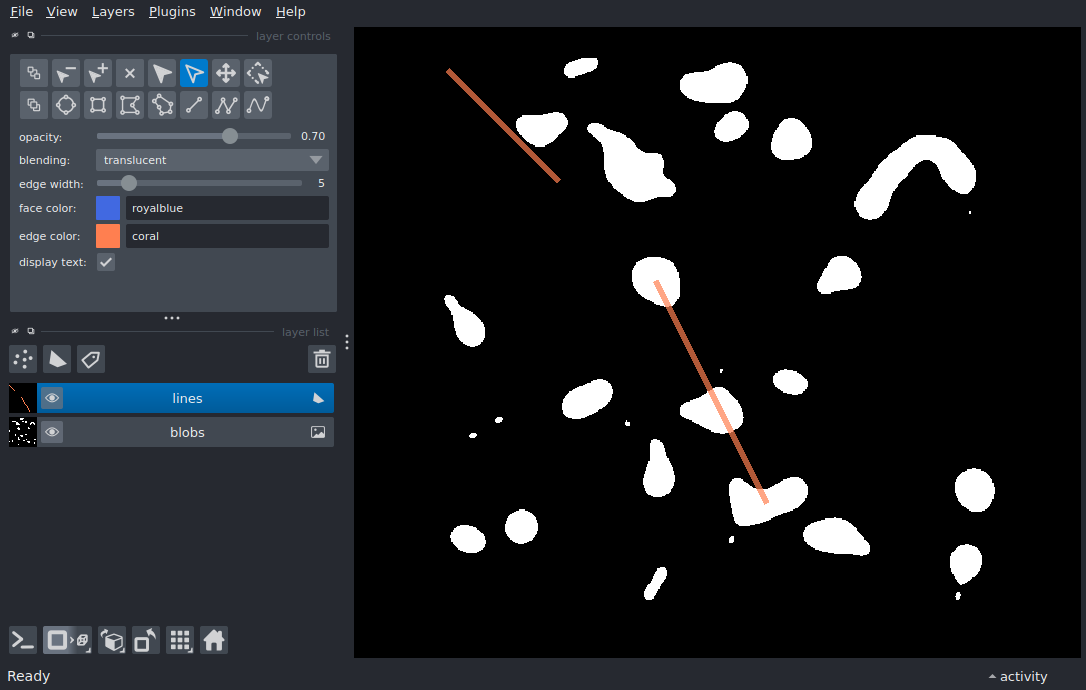 File View Layers Plugins Window Help
layer controls
opacity: 0.70
blending: translucent
edge width: 5
face color: royalblue
edge color: coral
display text:
layer list
lines
blobs
Ready activity